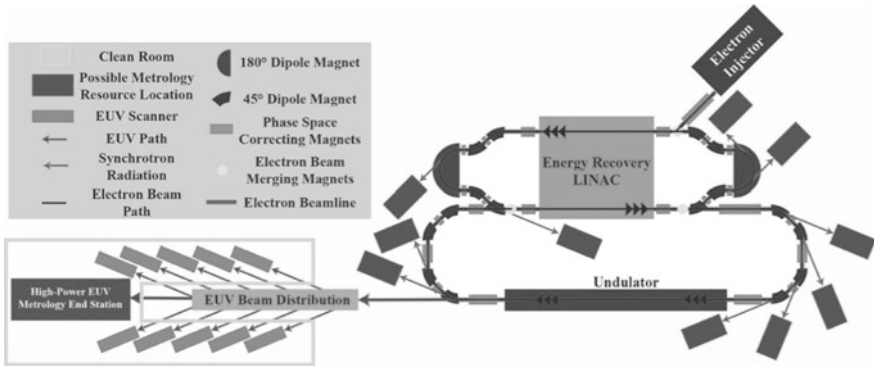 Clean Room
Possible Metrology
Resource Location
EUV Scanner
EUV Path
Synchrotron
Radiation
Electron Beam
Path
180° Dipole Magnet
45° Dipole Magnet
Phase Space
Correcting Magnets
Electron Beam
Merging Magnets
Electron Beamline
Electron
Injector
Energy Recovery
LINAC
Undulator
High-Power EUV
Metrology End Station
EUV Beam Distribution